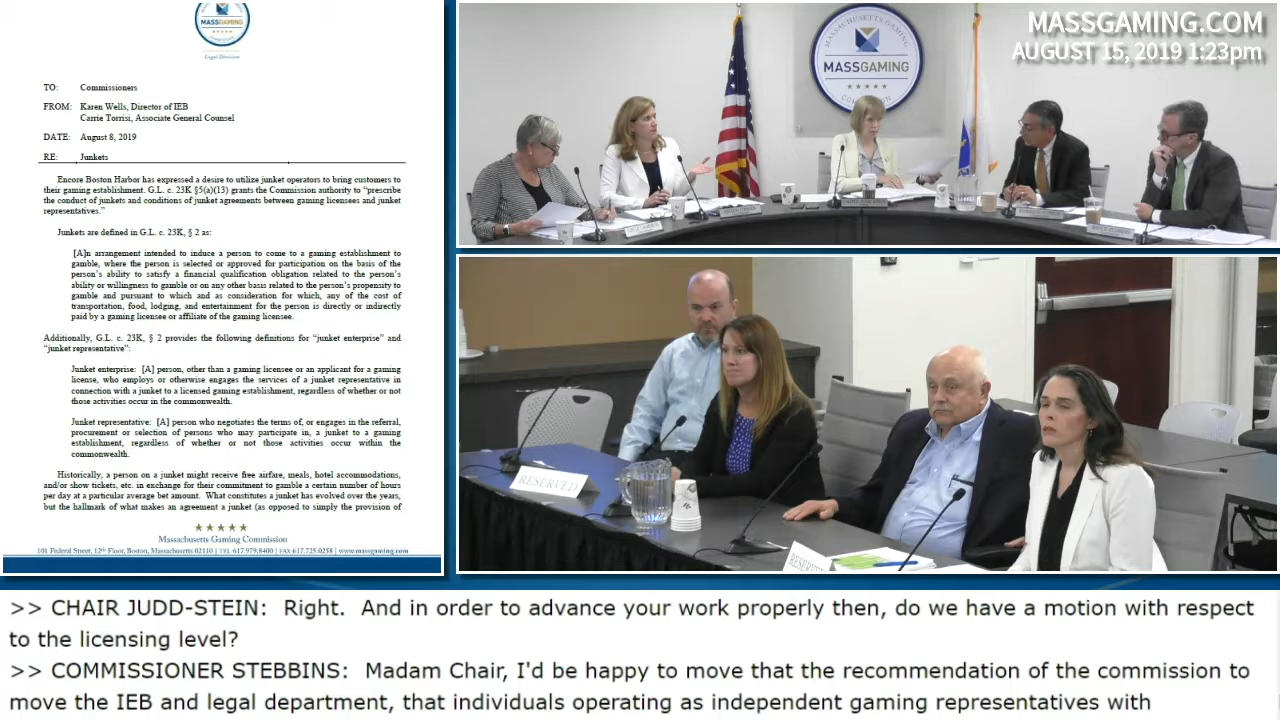 MASSGAMING
Legal Division
TO: Commissioners
FROM: Karen Wells, Director of IEB
Carrie Torrisi, Associate General Counsel
DATE: August 8, 2019
RE: Junkets
Encore Boston Harbor has expressed a desire to utilize junket operators to bring customers to
their gaming establishment. G.L. c. 23K §5(a)(13) grants the Commission authority to “prescribe
the conduct of junkets and conditions of junket agreements between gaming licensees and junket
representatives.”
Junkets are defined in G.L. c. 23K, § 2 as:
[A]n arrangement intended to induce a person to come to a gaming establishment to
gamble, where the person is selected or approved for participation on the basis of the
person’s ability to satisfy a financial qualification obligation related to the person’s
ability or willingness to gamble or on any other basis related to the person’s propensity to
gamble and pursuant to which and as consideration for which, any of the cost of
transportation, food, lodging, and entertainment for the person is directly or indirectly
paid by a gaming licensee or affiliate of the gaming licensee.
Additionally, G.L. c. 23K, § 2 provides the following definitions for “junket enterprise” and
“junket representative”:
Junket enterprise: [A] person, other than a gaming licensee or an applicant for a gaming
license, who employs or otherwise engages the services of a junket representative in
connection with a junket to a licensed gaming establishment, regardless of whether or not
those activities occur in the commonwealth.
Junket representative: [A] person who negotiates the terms of, or engages in the referral,
procurement or selection of persons who may participate in, a junket to a gaming
establishment, regardless of whether or not those activities occur within the
commonwealth.
Historically, a person on a junket might receive free airfare, meals, hotel accommodations,
and/or show tickets, etc. in exchange for their commitment to gamble a certain number of hours
per day at a particular average bet amount. What constitutes a junket has evolved over the years,
but the hallmark of what makes an agreement a junket (as opposed to simply the provision of
★★★★★
Massachusetts Gaming Commission
101 Federal Street, 12th Floor, Boston, Massachusetts 02110 | TEL 617.979.8400 | FAX 617.725.0258 | www.massgaming.com
MASSACHUSETTS GAMING
MASSGAMING
MASSGAMING.COM
AUGUST 15, 2019 1:23pm
RESERVED
RESERVED
>> CHAIR JUDD-STEIN: Right. And in order to advance your work properly then, do we have a motion with respect
to the licensing level?
>> COMMISSIONER STEBBINS: Madam Chair, I'd be happy to move that the recommendation of the commission to
move the IEB and legal department, that individuals operating as independent gaming representatives with